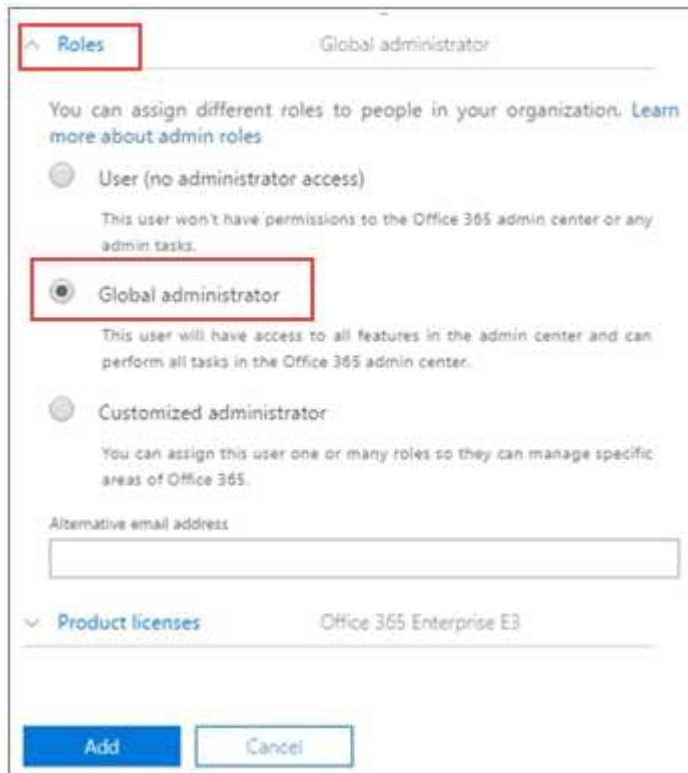 Roles Global administrator
You can assign different roles to people in your organization. Learn
more about admin roles
User (no administrator access)
This user won't have permissions to the Office 365 admin center or any
admin tasks.
Global administrator
This user will have access to all features in the admin center and can
perform all tasks in the Office 365 admin center.
Customized administrator
You can assign this user one or many roles so they can manage specific
areas of Office 365.
Alternative email address
Product licenses Office 365 Enterprise E3
Add Cancel